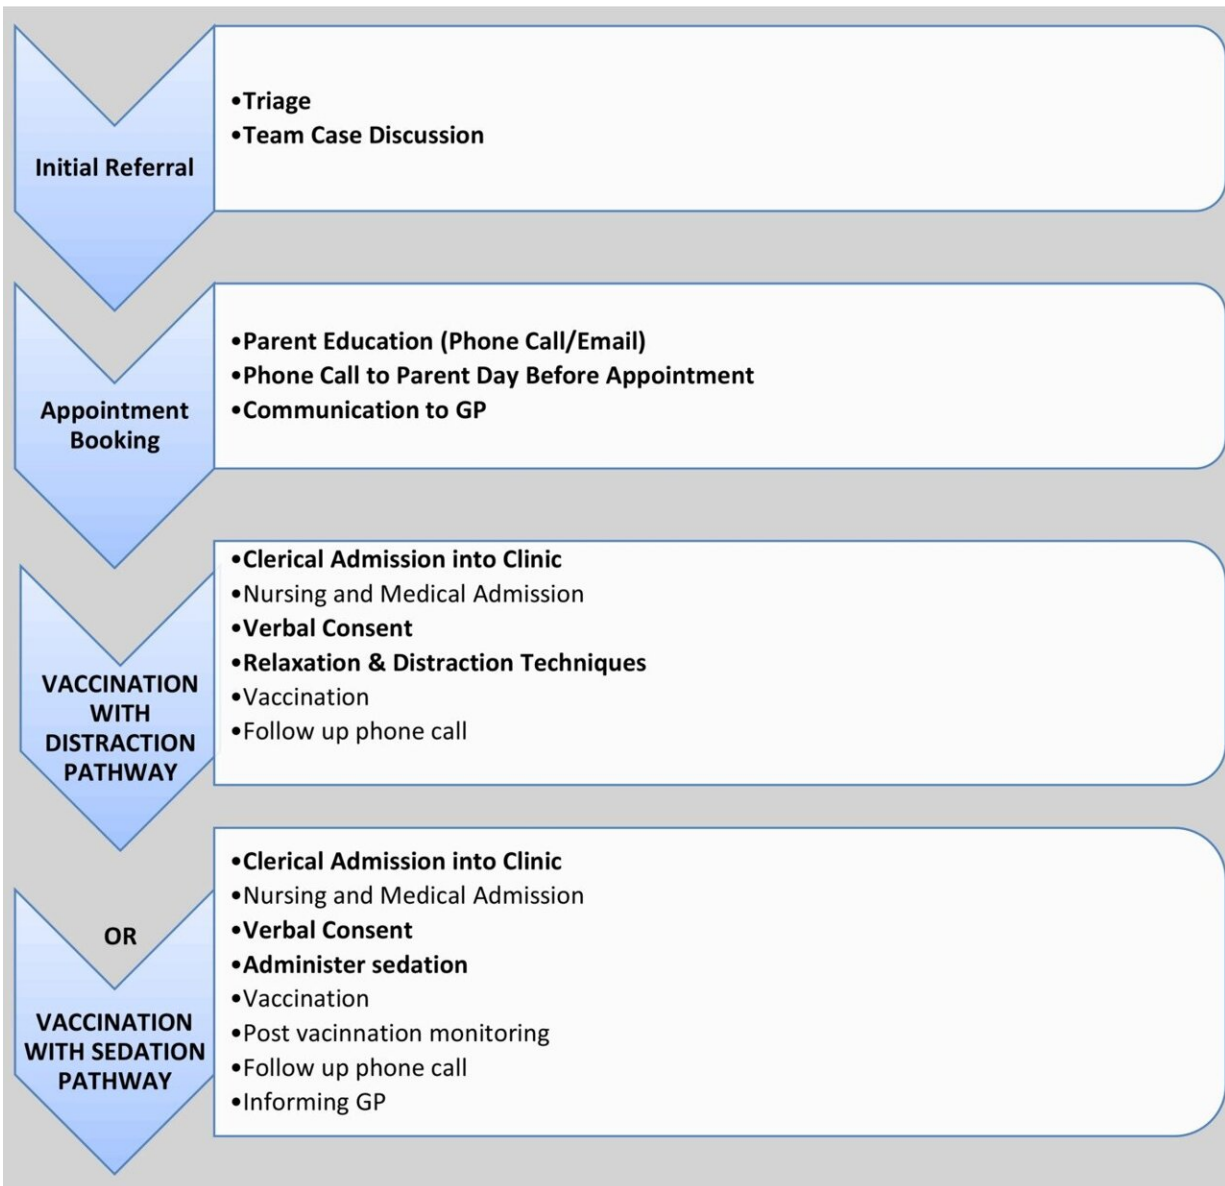 Initial Referral
•Triage
•Team Case Discussion
Appointment
Booking
•Parent Education (Phone Call/Email)
•Phone Call to Parent Day Before Appointment
•Communication to GP
VACCINATION
WITH
DISTRACTION
PATHWAY
•Clerical Admission into Clinic
•Nursing and Medical Admission
•Verbal Consent
•Relaxation & Distraction Techniques
•Vaccination
•Follow up phone call
OR
VACCINATION
WITH SEDATION
PATHWAY
•Clerical Admission into Clinic
•Nursing and Medical Admission
•Verbal Consent
•Administer sedation
•Vaccination
•Post vacinnation monitoring
•Follow up phone call
•Informing GP